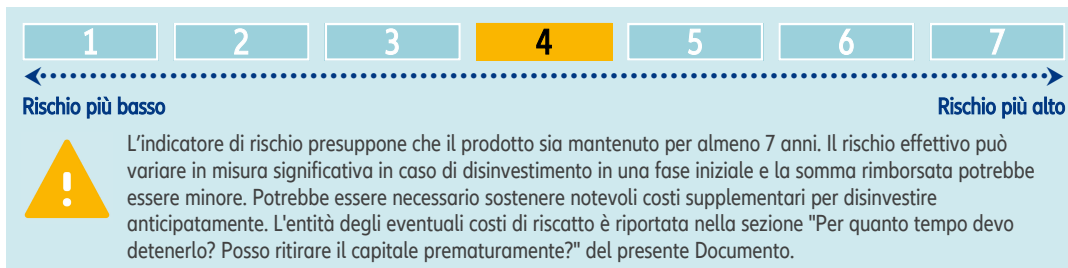 1 2 3 4 5 6 7
Rischio più basso Rischio più alto
L'indicatore di rischio presuppone che il prodotto sia mantenuto per almeno 7 anni. Il rischio effettivo può
variare in misura significativa in caso di disinvestimento in una fase iniziale e la somma rimborsata potrebbe
essere minore. Potrebbe essere necessario sostenere notevoli costi supplementari per disinvestire
anticipatamente. L'entità degli eventuali costi di riscatto è riportata nella sezione "Per quanto tempo devo
detenerlo? Posso ritirare il capitale prematuramente?" del presente Documento.